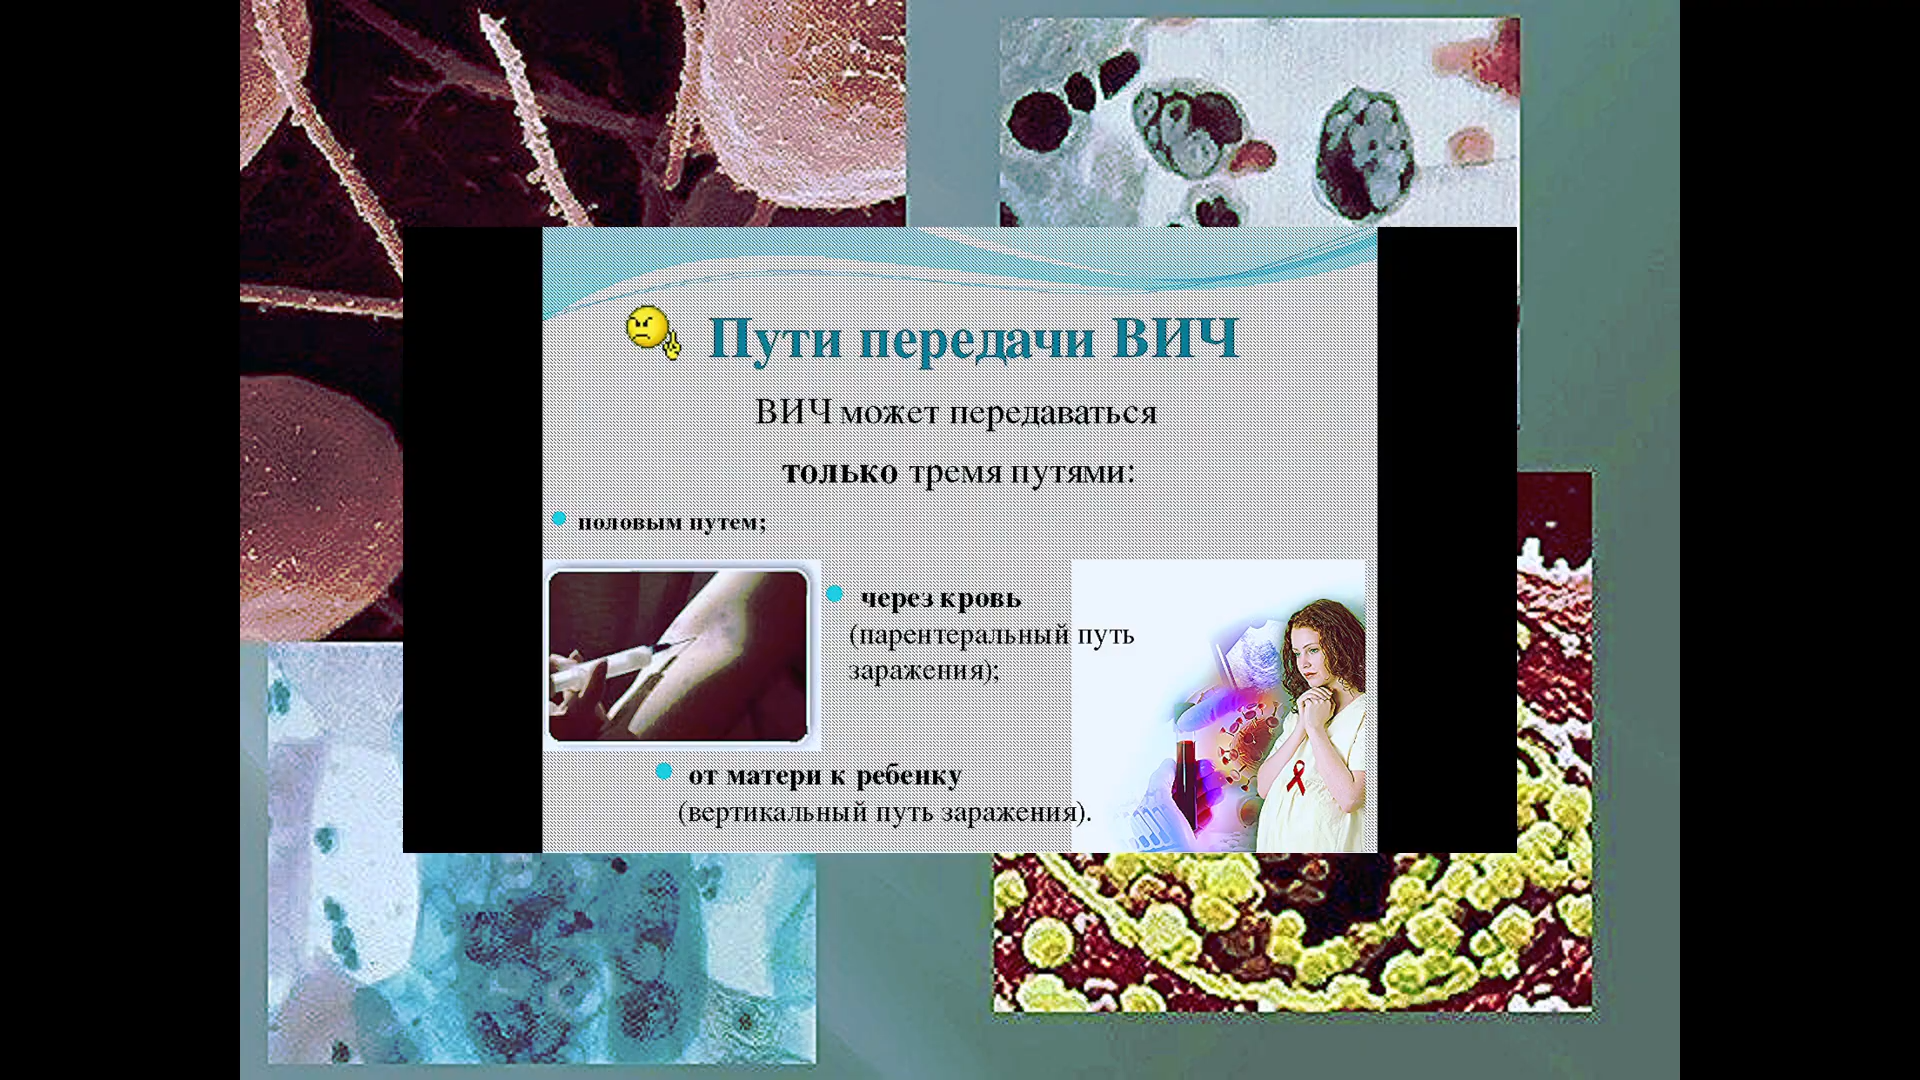 Пути передачи ВИЧ
ВИЧ может передаваться
только тремя путями:
половым путем;
через кровь
(парентеральный путь
заражения);
от матери к ребенку
(вертикальный путь заражения).